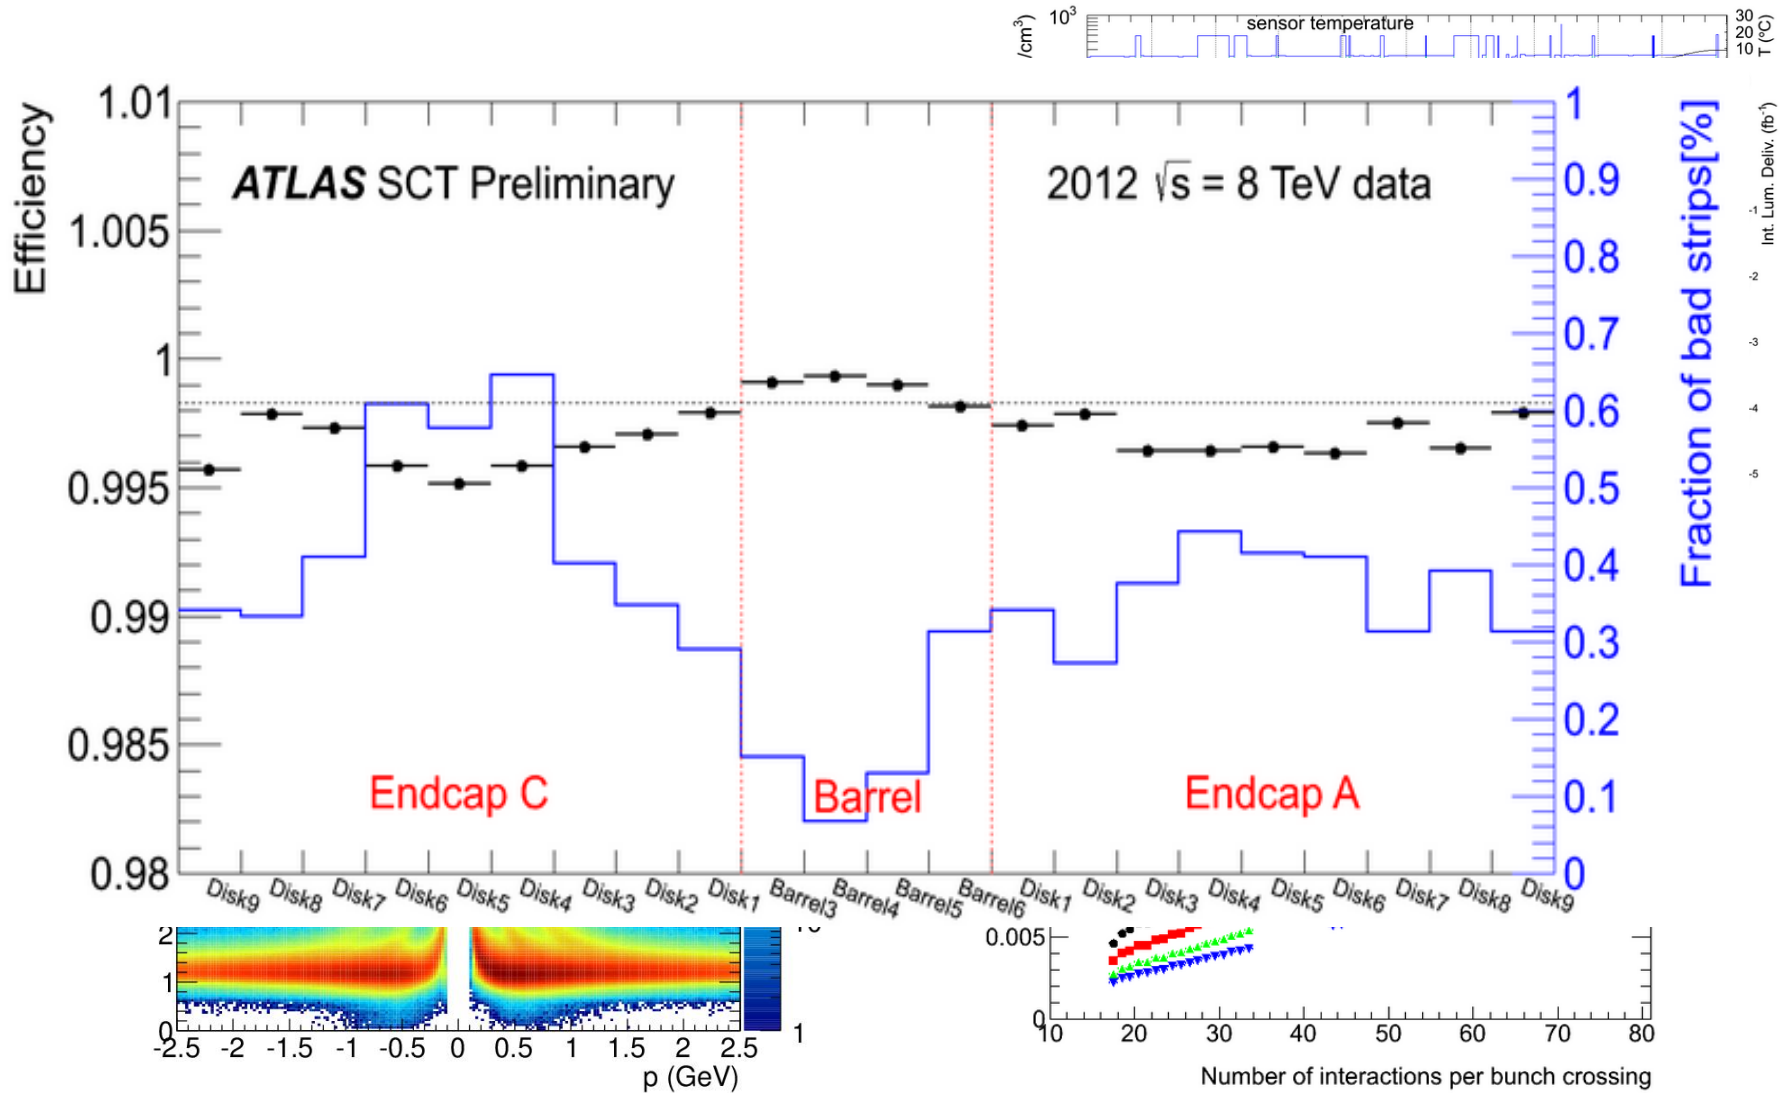 10³
sensor temperature
30
20
10
/cm³)
T (°C)
1.01
1.005
1
0.995
0.99
0.985
0.98
Efficiency
ATLAS SCT Preliminary
2012 √s = 8 TeV data
1
0.9
0.8
0.7
0.6
0.5
0.4
0.3
0.2
0.1
0
Fraction of bad strips[%]
Int. Lum. Deliv. (fb⁻¹)
-1
-2
-3
-4
-5
Endcap C
Barrel
Endcap A
Disk9 Disk8 Disk7 Disk6 Disk5 Disk4 Disk3 Disk2 Disk1 Barrel3 Barrel4 Barrel5 Barrel6 Disk1 Disk2 Disk3 Disk4 Disk5 Disk6 Disk7 Disk8 Disk9
2
1
0
-2.5 -2 -1.5 -1 -0.5 0 0.5 1 1.5 2 2.5
p (GeV)
1
0.005
0
10 20 30 40 50 60 70 80
Number of interactions per bunch crossing